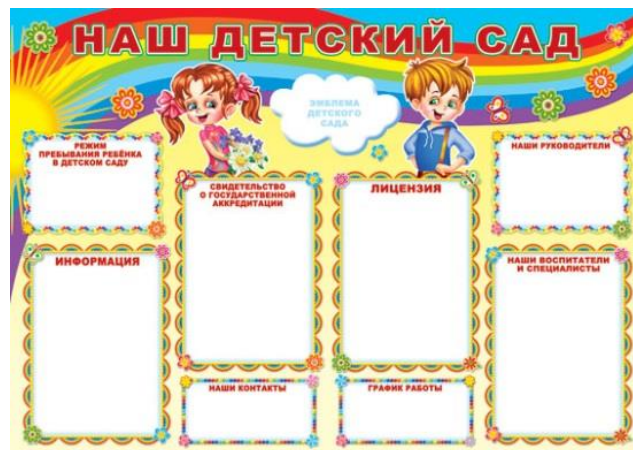 НАШ ДЕТСКИЙ САД
ЭМБЛЕМА
ДЕТСКОГО
САДА
РЕЖИМ
ПРЕБЫВАНИЯ РЕБЁНКА
В ДЕТСКОМ САДУ
НАШИ РУКОВОДИТЕЛИ
СВИДЕТЕЛЬСТВО
О ГОСУДАРСТВЕННОЙ
АККРЕДИТАЦИИ
ЛИЦЕНЗИЯ
ИНФОРМАЦИЯ
НАШИ ВОСПИТАТЕЛИ
И СПЕЦИАЛИСТЫ
НАШИ КОНТАКТЫ
ГРАФИК РАБОТЫ